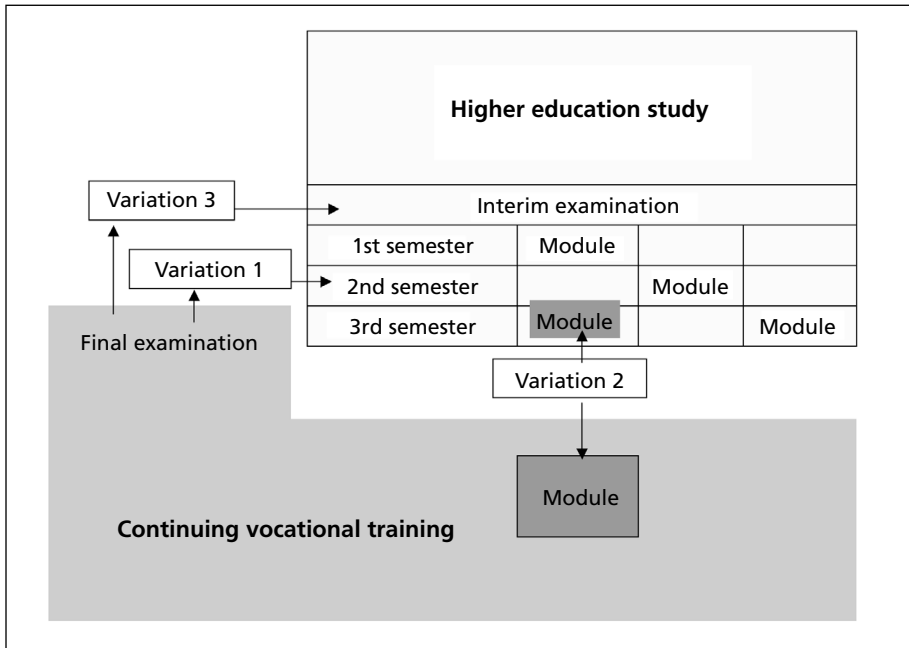 Higher education study
Variation 3
Interim examination
1st semester
Module
Variation 1
2nd semester
Module
3rd semester
Module
Module
Final examination
Variation 2
Module
Continuing vocational training